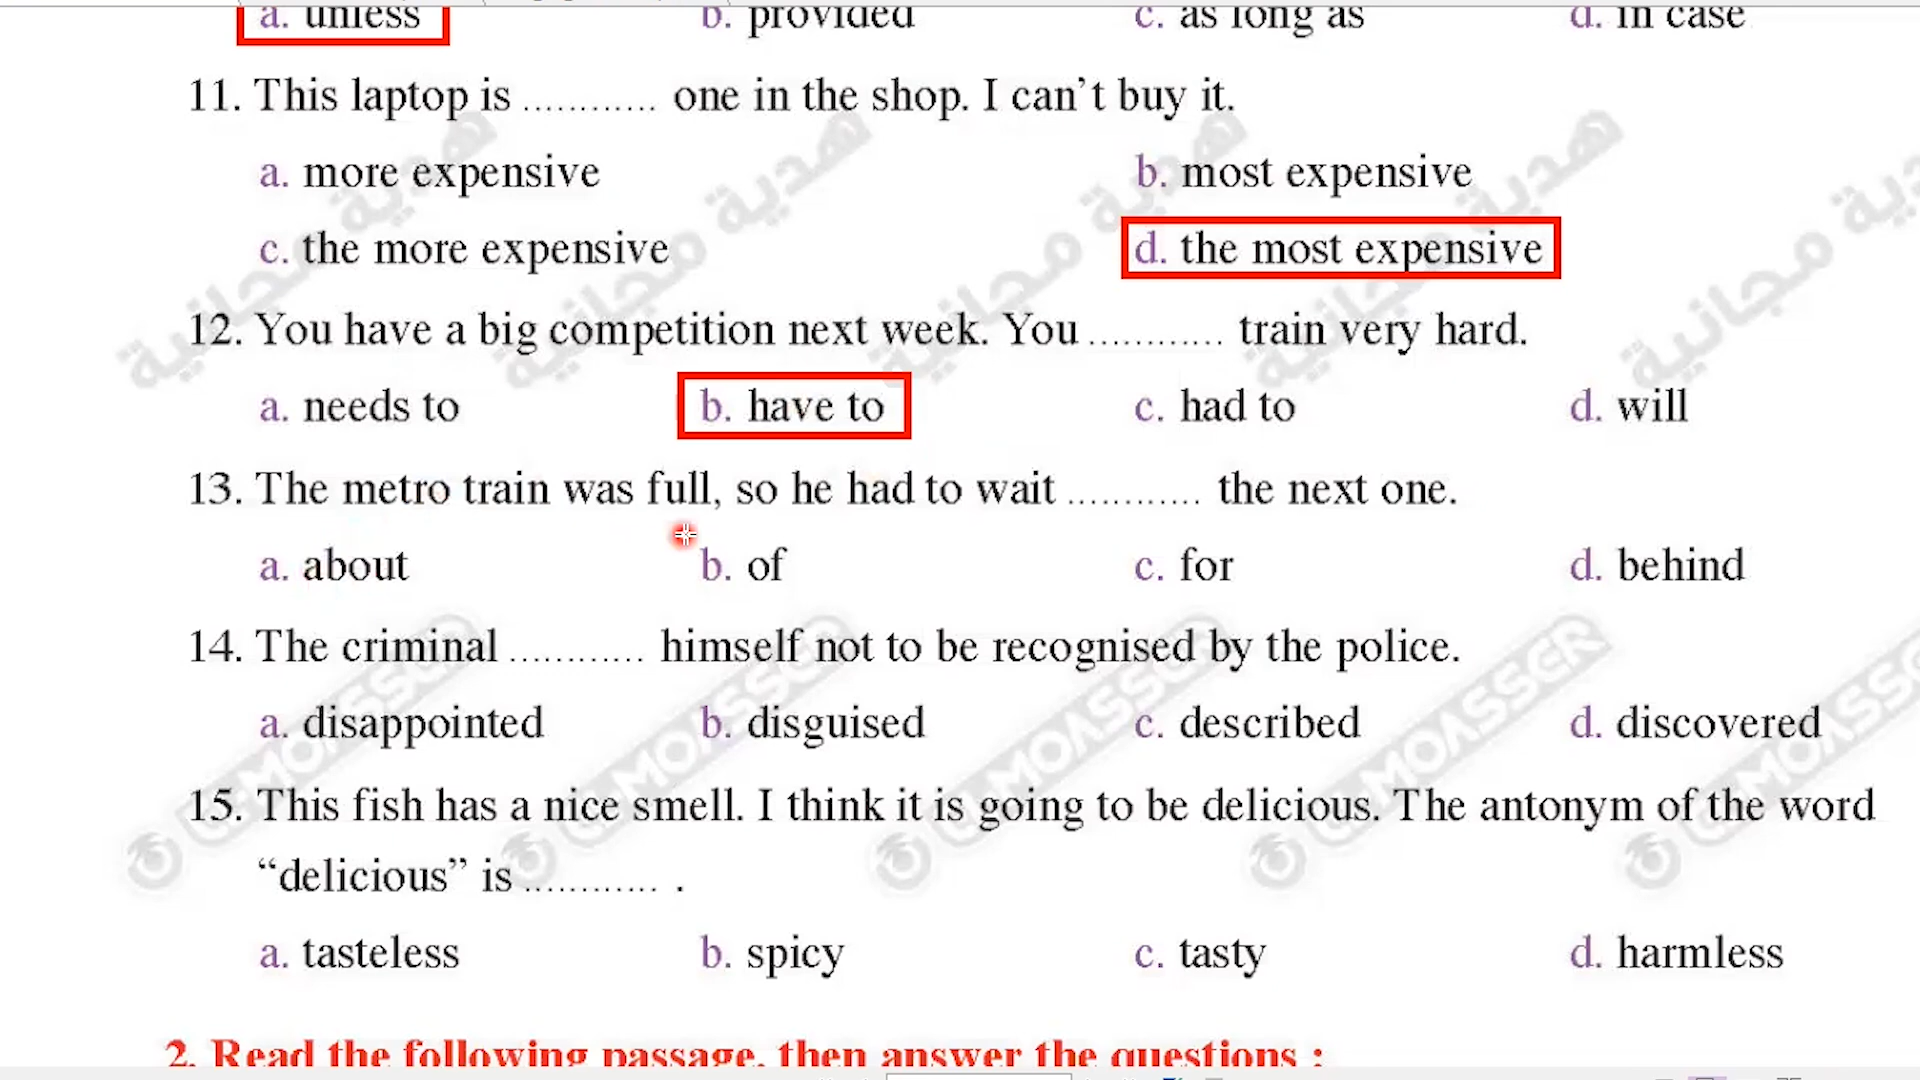 a. unless b. provided c. as long as d. in case
11. This laptop is ............ one in the shop. I can't buy it.
a. more expensive b. most expensive
c. the more expensive d. the most expensive
12. You have a big competition next week. You ............ train very hard.
a. needs to b. have to c. had to d. will
13. The metro train was full, so he had to wait ............ the next one.
a. about b. of c. for d. behind
14. The criminal ............ himself not to be recognised by the police.
a. disappointed b. disguised c. described d. discovered
15. This fish has a nice smell. I think it is going to be delicious. The antonym of the word
“delicious” is ............ .
a. tasteless b. spicy c. tasty d. harmless
2. Read the following passage, then answer the questions :
هدية مجانية